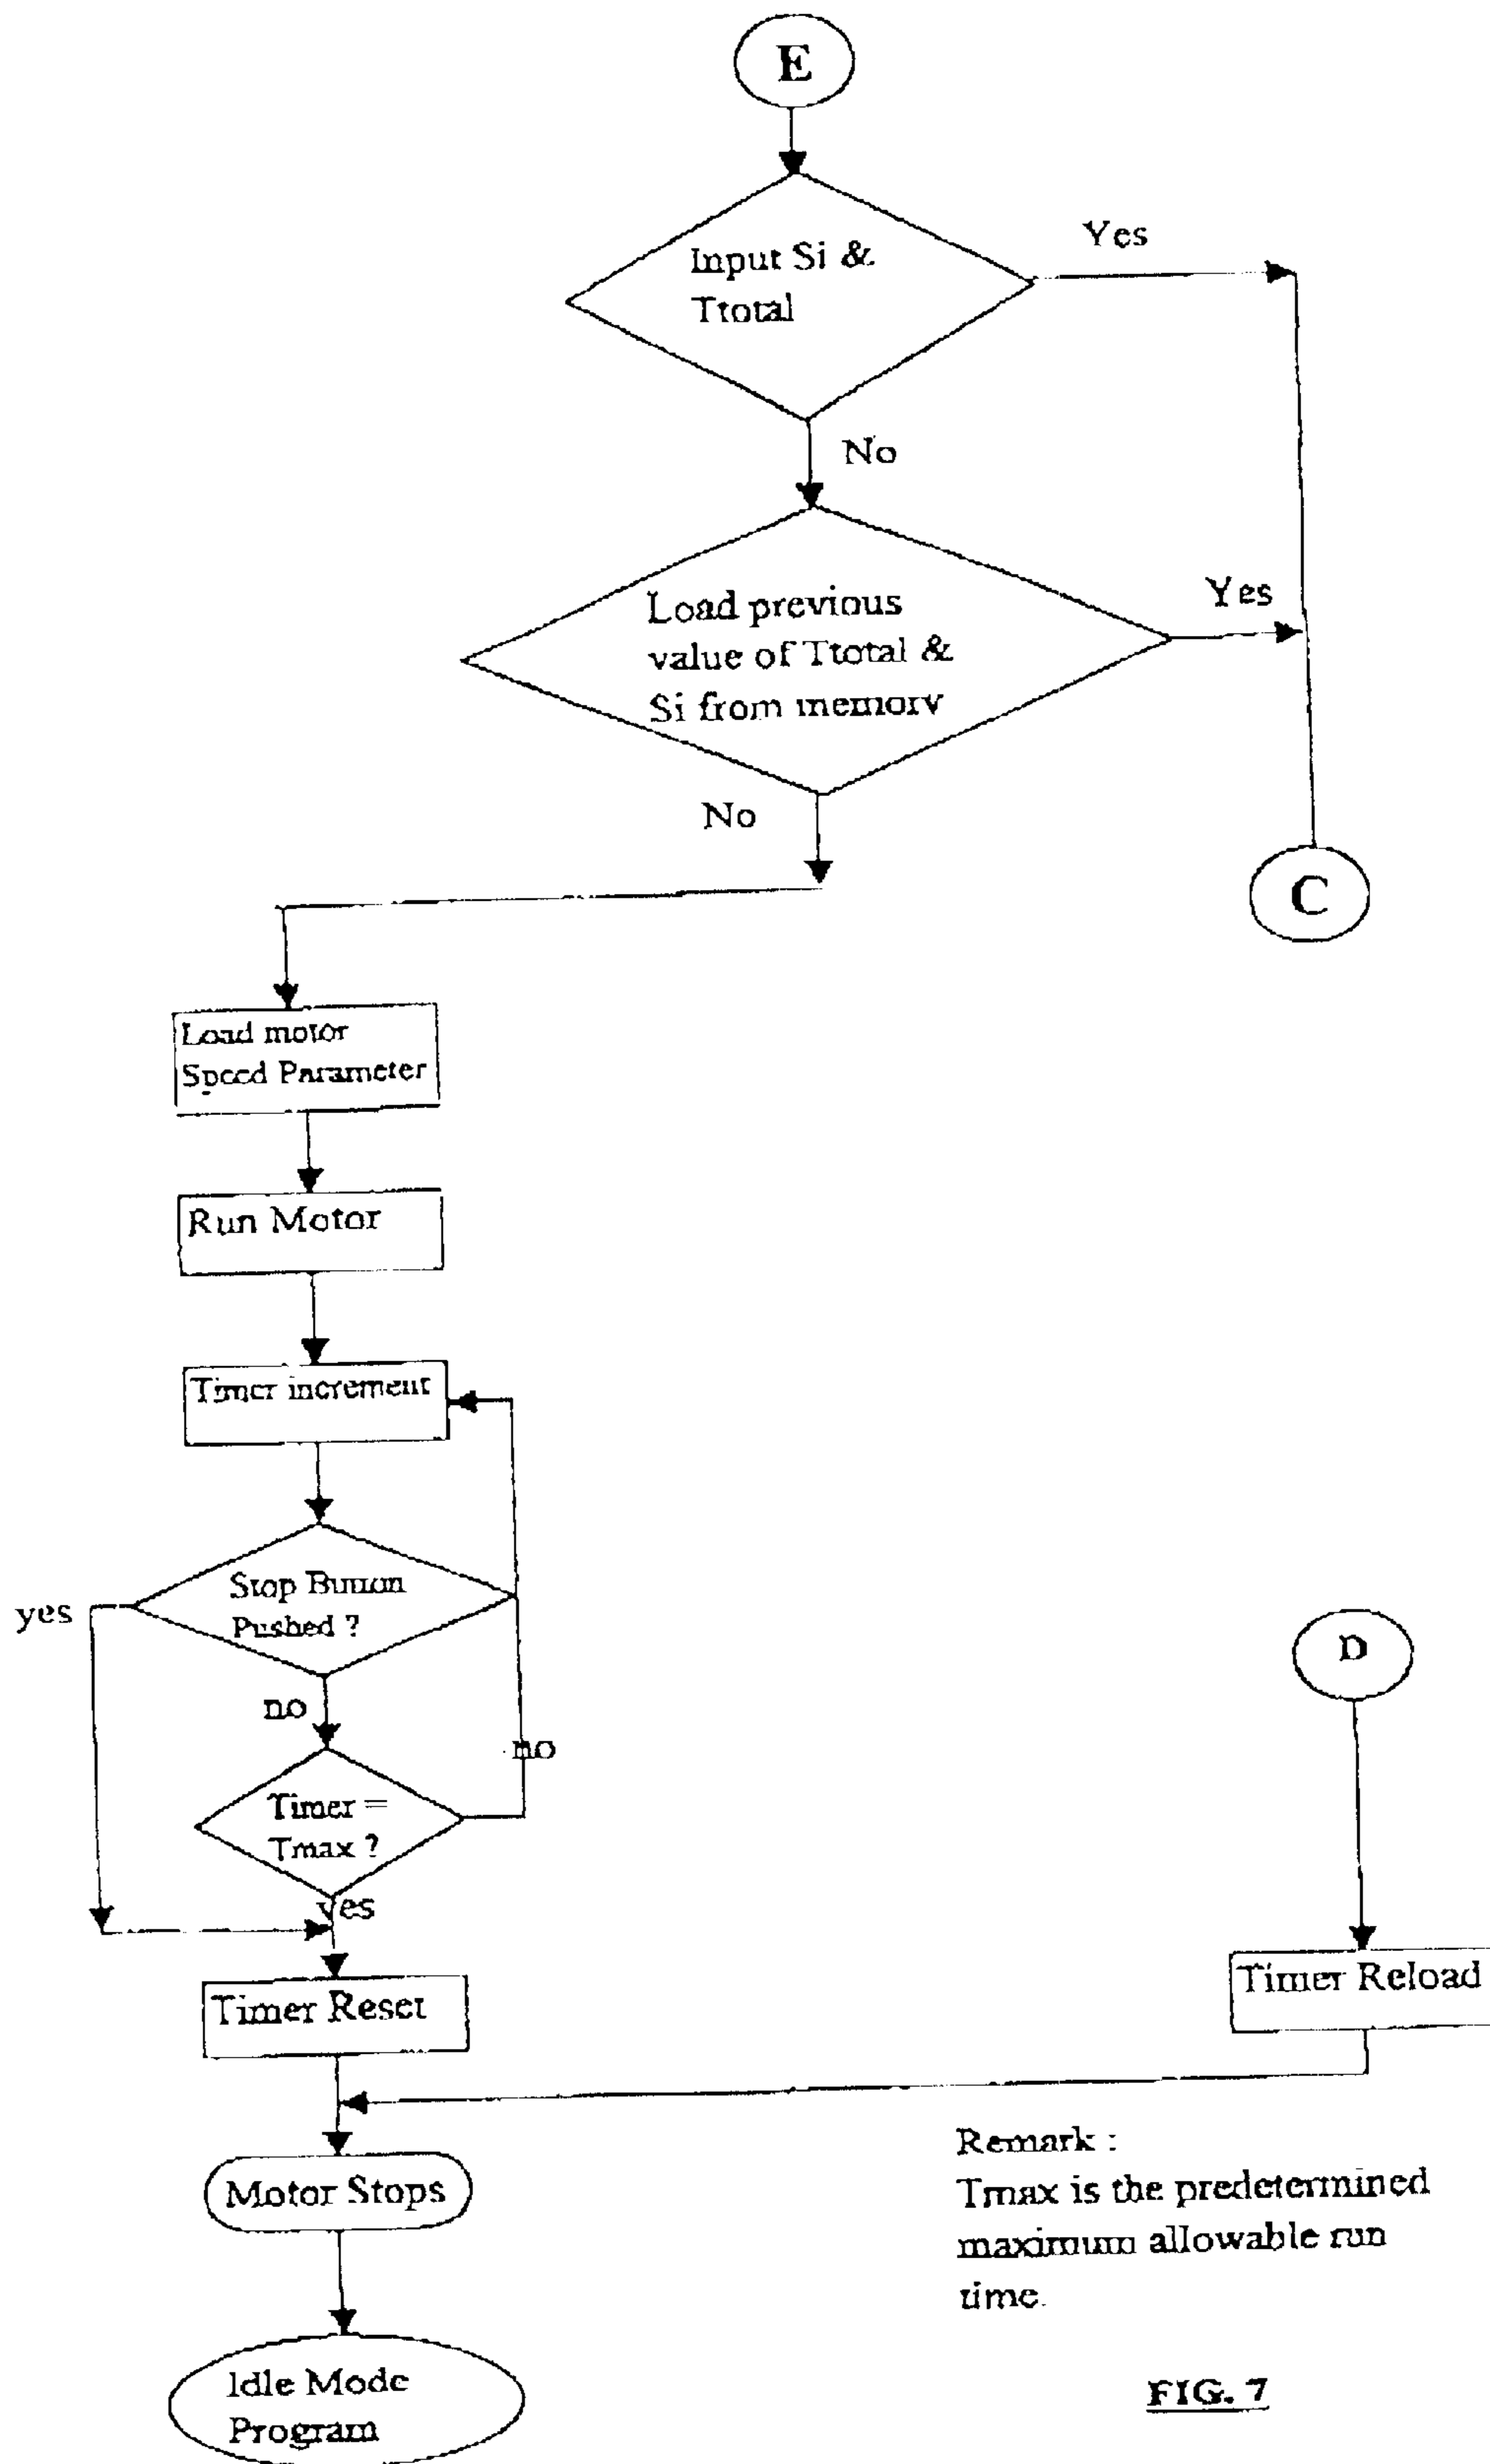 E
Input Si &
Ttotal
Yes
No
Load previous
value of Ttotal &
Si from memory
Yes
No
C
Load motor
Speed Parameter
Run Motor
Timer increment
Stop Button
Pushed ?
yes
no
no
Timer =
Tmax ?
yes
D
Timer Reset
Timer Reload
Motor Stops
Remark :
Tmax is the predetermined
maximum allowable run
time.
Idle Mode
Program
FIG. 7